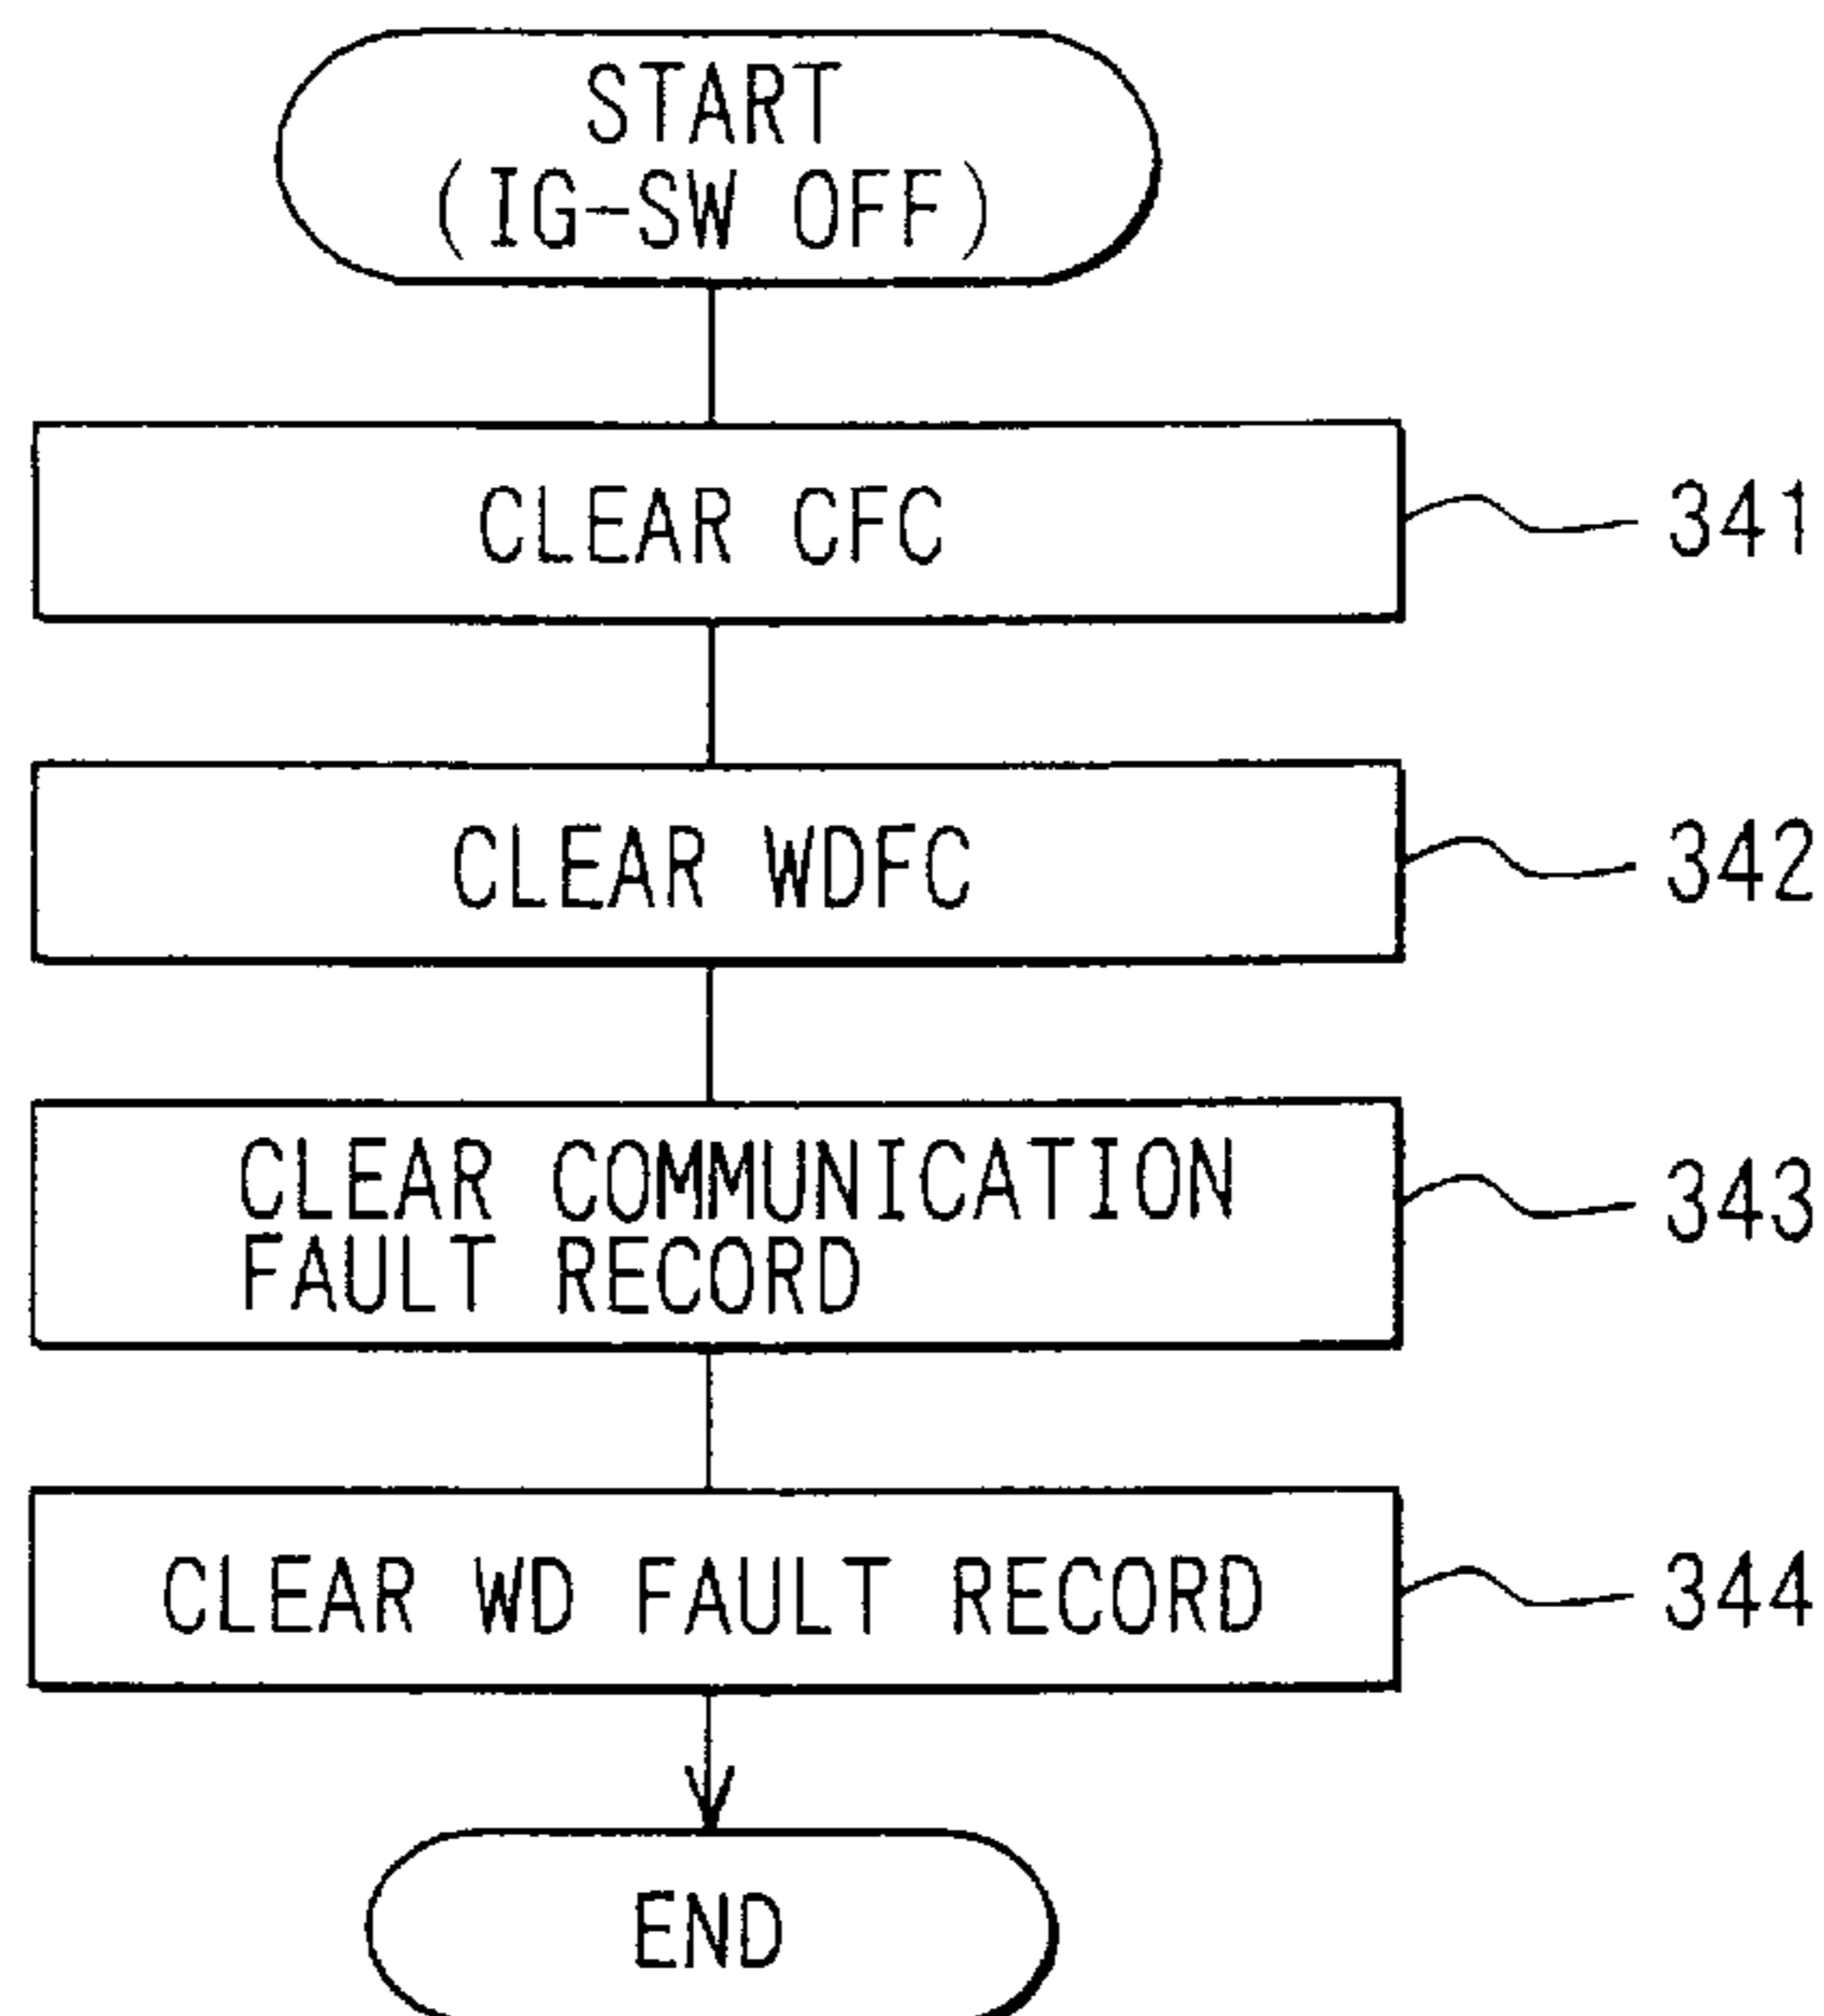 START
(IG-SW OFF)
CLEAR CFC
341
CLEAR WDFC
342
CLEAR COMMUNICATION
FAULT RECORD
343
CLEAR WD FAULT RECORD
344
END